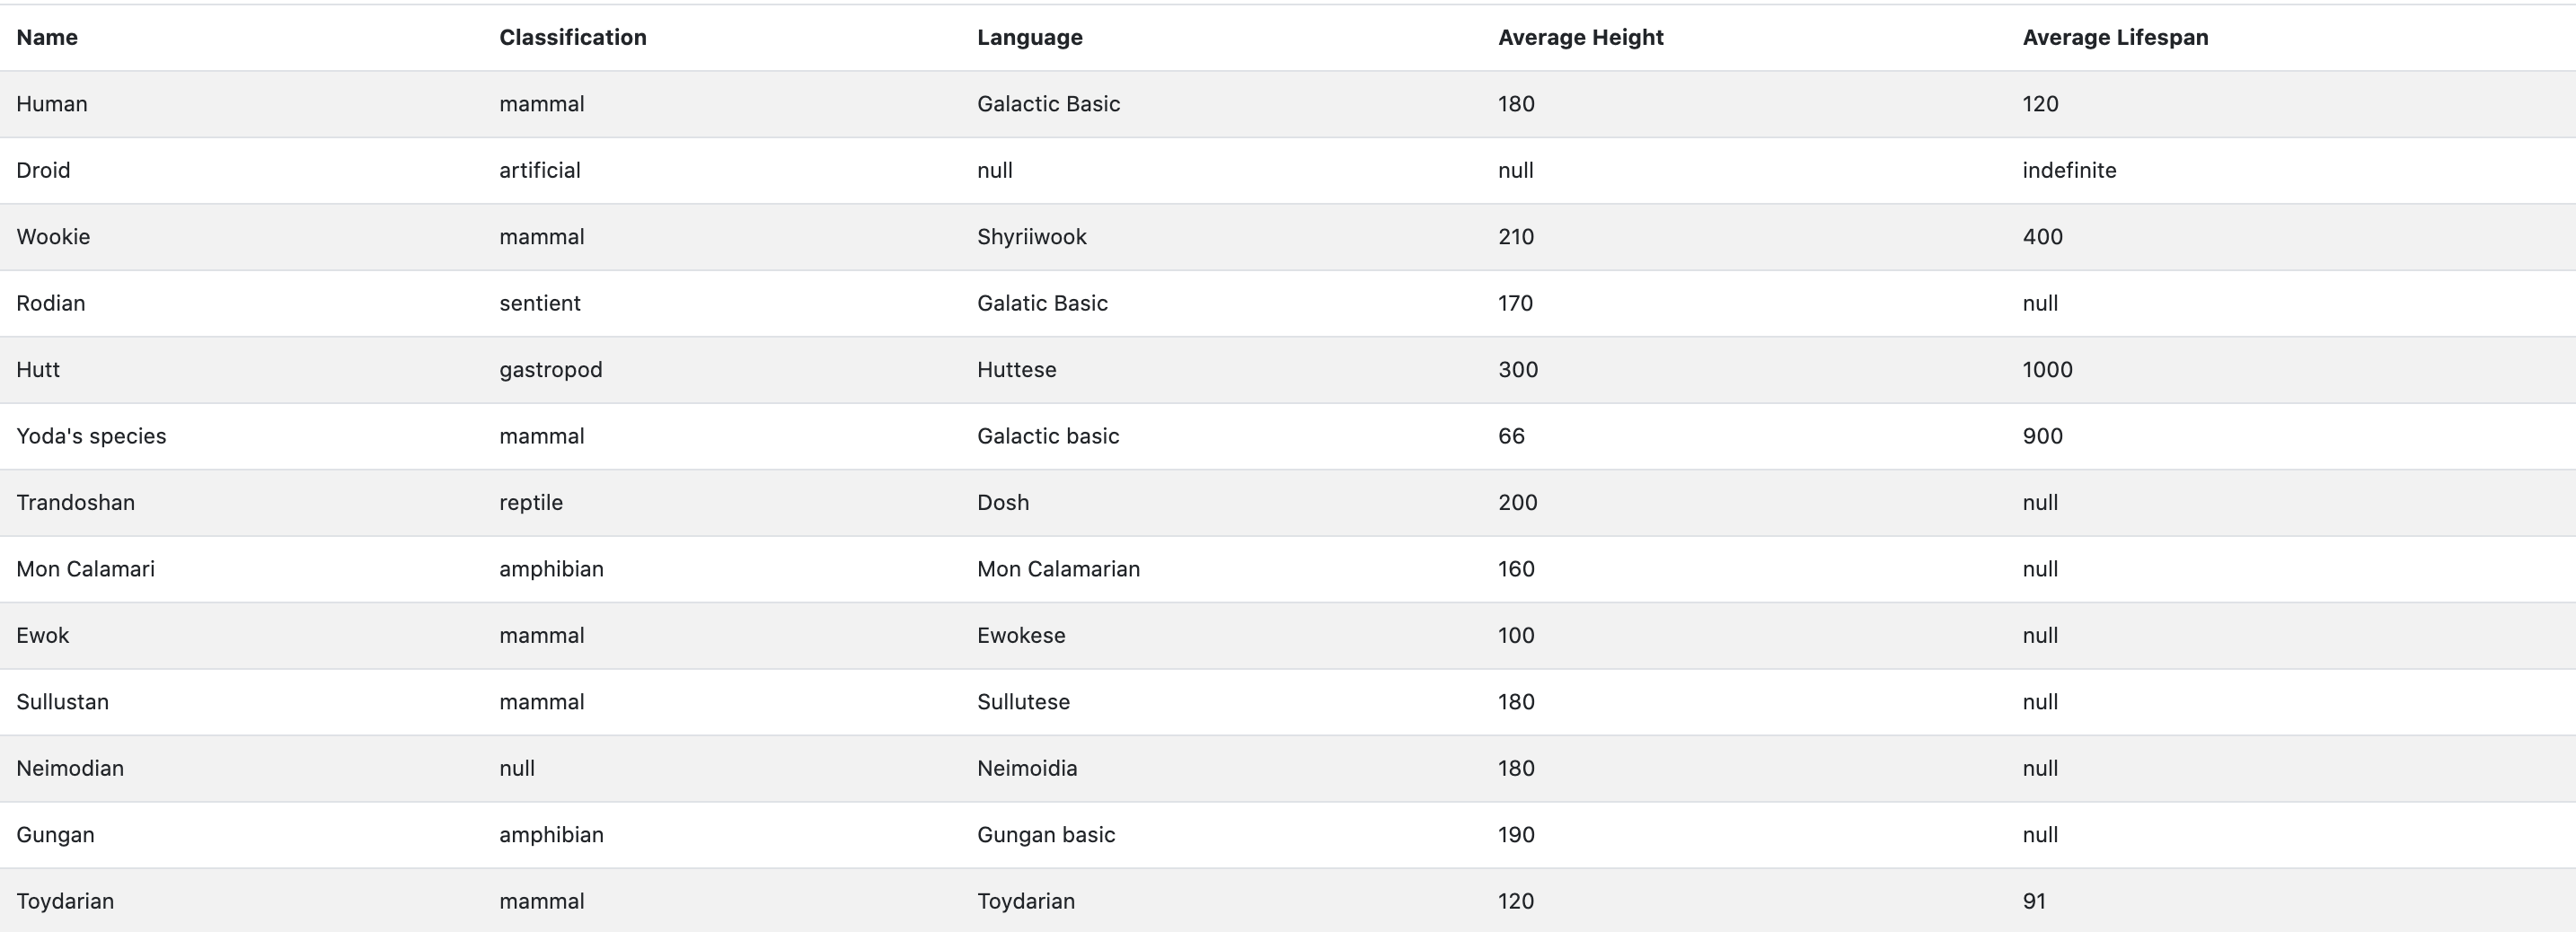 Name Classification Language Average Height Average Lifespan
Human mammal Galactic Basic 180 120
Droid artificial null null indefinite
Wookie mammal Shyriiwook 210 400
Rodian sentient Galatic Basic 170 null
Hutt gastropod Huttese 300 1000
Yoda's species mammal Galactic basic 66 900
Trandoshan reptile Dosh 200 null
Mon Calamari amphibian Mon Calamarian 160 null
Ewok mammal Ewokese 100 null
Sullustan mammal Sullutese 180 null
Neimodian null Neimoidia 180 null
Gungan amphibian Gungan basic 190 null
Toydarian mammal Toydarian 120 91